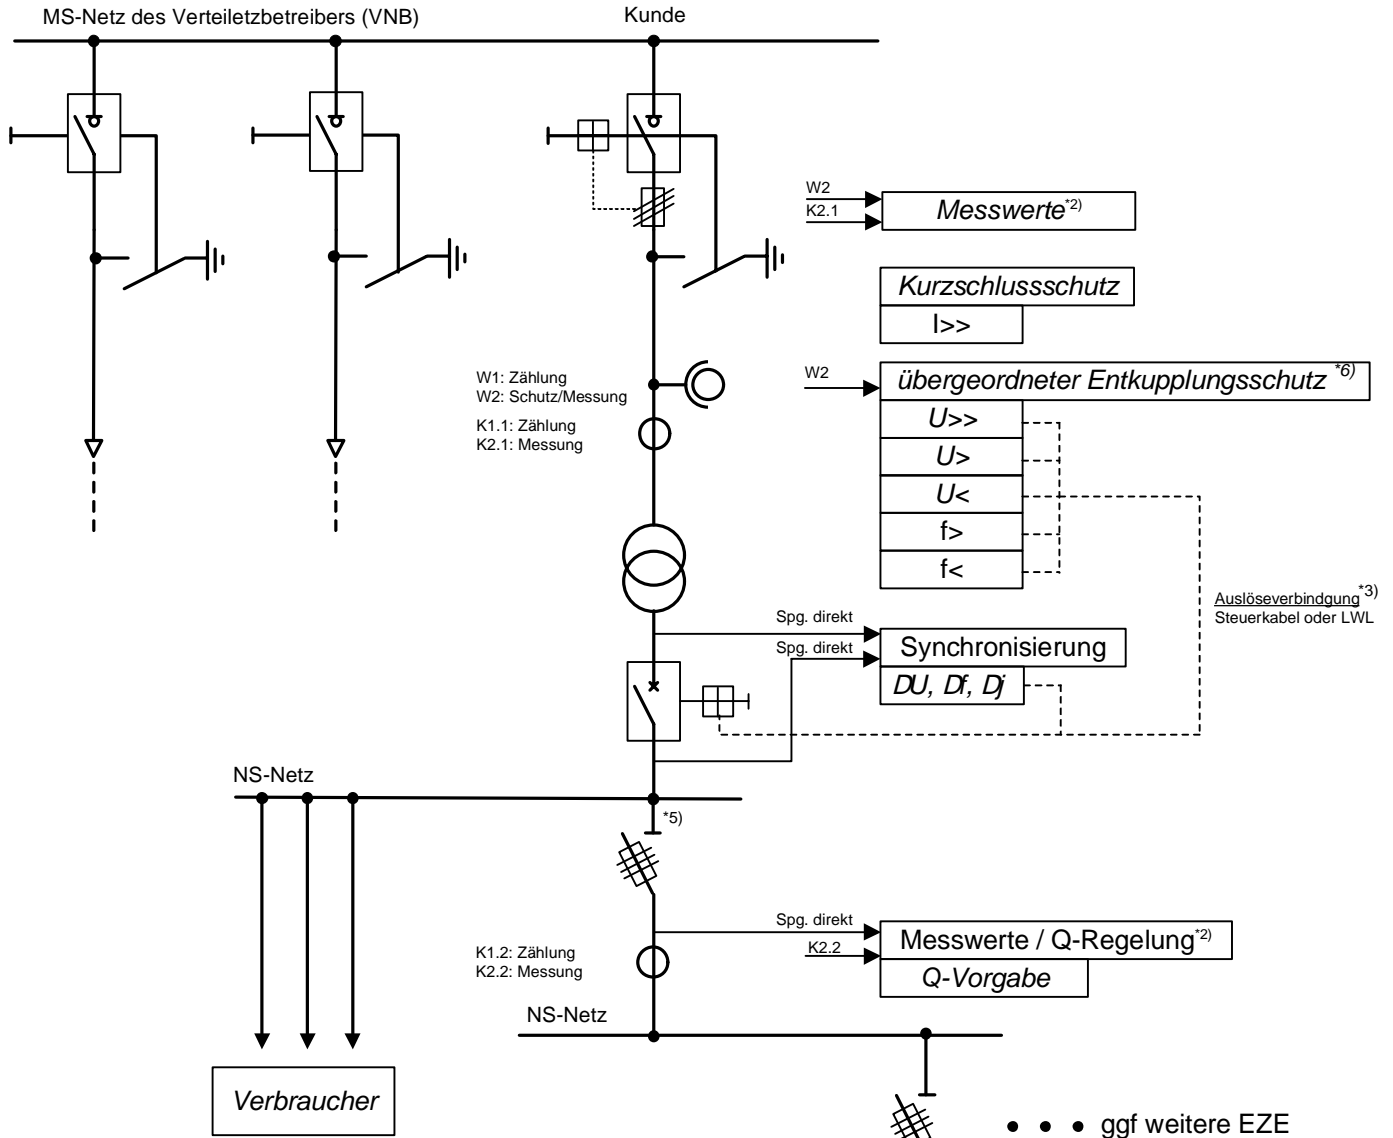 MS-Netz des Verteiletzbetreibers (VNB)
Kunde
W2
K2.1
Messwerte*2)
Kurzschlussschutz
I>>
W1: Zählung
W2: Schutz/Messung
K1.1: Zählung
K2.1: Messung
W2
übergeordneter Entkupplungsschutz *6)
U>>
U>
U<
f>
f<
Auslöseverbindgung*3)
Steuerkabel oder LWL
Spg. direkt
Spg. direkt
Synchronisierung
DU, Df, Dj
NS-Netz
*5)
K1.2: Zählung
K2.2: Messung
Spg. direkt
K2.2
Messwerte / Q-Regelung*2)
Q-Vorgabe
NS-Netz
Verbraucher
• • • ggf weitere EZE